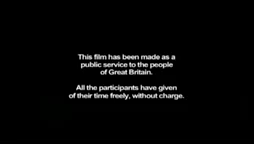 This film has been made as a
public service to the people
of Great Britain.
All the participants have given
of their time freely, without charge.